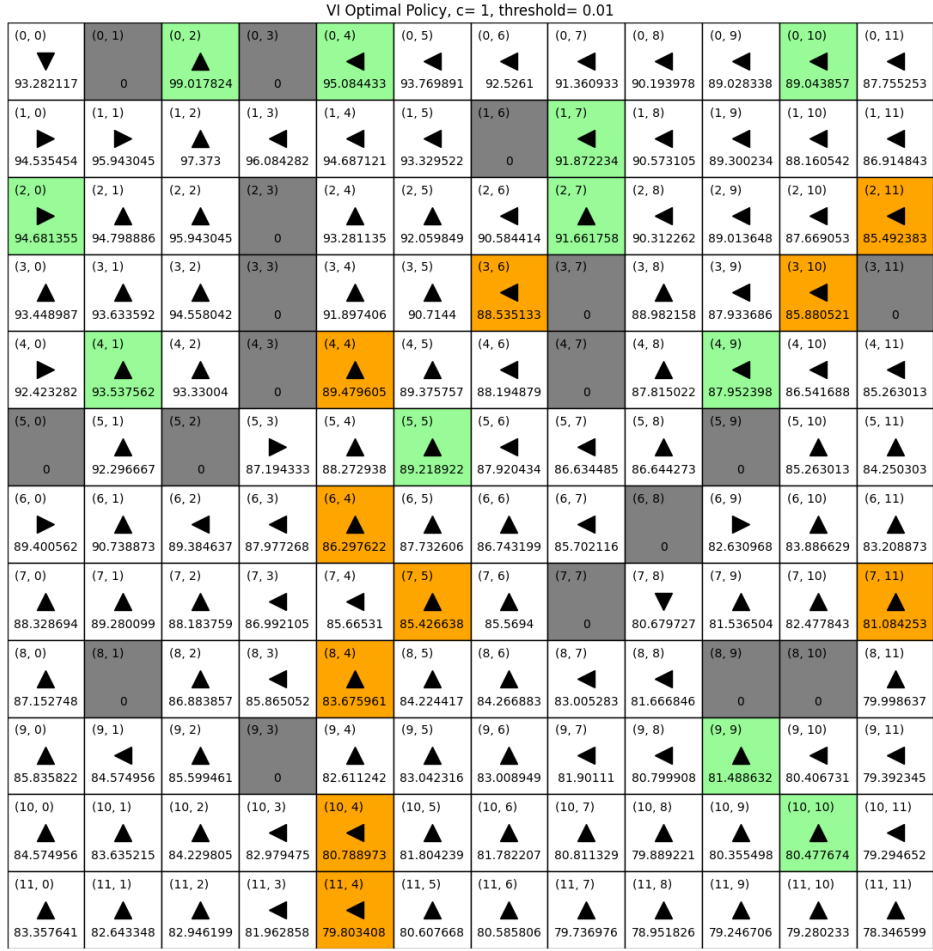 VI Optimal Policy, c= 1, threshold= 0.01
(0, 0) (0, 1) (0, 2) (0, 3) (0, 4) (0, 5) (0, 6) (0, 7) (0, 8) (0, 9) (0, 10) (0, 11)
93.282117 0 99.017824 0 95.084433 93.769891 92.5261 91.360933 90.193978 89.028338 89.043857 87.755253
(1, 0) (1, 1) (1, 2) (1, 3) (1, 4) (1, 5) (1, 6) (1, 7) (1, 8) (1, 9) (1, 10) (1, 11)
94.535454 95.943045 97.373 96.084282 94.687121 93.329522 0 91.872234 90.573105 89.300234 88.160542 86.914843
(2, 0) (2, 1) (2, 2) (2, 3) (2, 4) (2, 5) (2, 6) (2, 7) (2, 8) (2, 9) (2, 10) (2, 11)
94.681355 94.798886 95.943045 0 93.281135 92.059849 90.584414 91.661758 90.312262 89.013648 87.669053 85.492383
(3, 0) (3, 1) (3, 2) (3, 3) (3, 4) (3, 5) (3, 6) (3, 7) (3, 8) (3, 9) (3, 10) (3, 11)
93.448987 93.633592 94.558042 0 91.897406 90.7144 88.535133 0 88.982158 87.933686 85.880521 0
(4, 0) (4, 1) (4, 2) (4, 3) (4, 4) (4, 5) (4, 6) (4, 7) (4, 8) (4, 9) (4, 10) (4, 11)
92.423282 93.537562 93.33004 0 89.479605 89.375757 88.194879 0 87.815022 87.952398 86.541688 85.263013
(5, 0) (5, 1) (5, 2) (5, 3) (5, 4) (5, 5) (5, 6) (5, 7) (5, 8) (5, 9) (5, 10) (5, 11)
0 92.296667 0 87.194333 88.272938 89.218922 87.920434 86.634485 86.644273 0 85.263013 84.250303
(6, 0) (6, 1) (6, 2) (6, 3) (6, 4) (6, 5) (6, 6) (6, 7) (6, 8) (6, 9) (6, 10) (6, 11)
89.400562 90.738873 89.384637 87.977268 86.297622 87.732606 86.743199 85.702116 0 82.630968 83.886629 83.208873
(7, 0) (7, 1) (7, 2) (7, 3) (7, 4) (7, 5) (7, 6) (7, 7) (7, 8) (7, 9) (7, 10) (7, 11)
88.328694 89.280099 88.183759 86.992105 85.66531 85.426638 85.5694 0 80.679727 81.536504 82.477843 81.084253
(8, 0) (8, 1) (8, 2) (8, 3) (8, 4) (8, 5) (8, 6) (8, 7) (8, 8) (8, 9) (8, 10) (8, 11)
87.152748 0 86.883857 85.865052 83.675961 84.224417 84.266883 83.005283 81.666846 0 0 79.998637
(9, 0) (9, 1) (9, 2) (9, 3) (9, 4) (9, 5) (9, 6) (9, 7) (9, 8) (9, 9) (9, 10) (9, 11)
85.835822 84.574956 85.599461 0 82.611242 83.042316 83.008949 81.90111 80.799908 81.488632 80.406731 79.392345
(10, 0) (10, 1) (10, 2) (10, 3) (10, 4) (10, 5) (10, 6) (10, 7) (10, 8) (10, 9) (10, 10) (10, 11)
84.574956 83.635215 84.229805 82.979475 80.788973 81.804239 81.782207 80.811329 79.889221 80.355498 80.477674 79.294652
(11, 0) (11, 1) (11, 2) (11, 3) (11, 4) (11, 5) (11, 6) (11, 7) (11, 8) (11, 9) (11, 10) (11, 11)
83.357641 82.643348 82.946199 81.962858 79.803408 80.607668 80.585806 79.736976 78.951826 79.246706 79.280233 78.346599